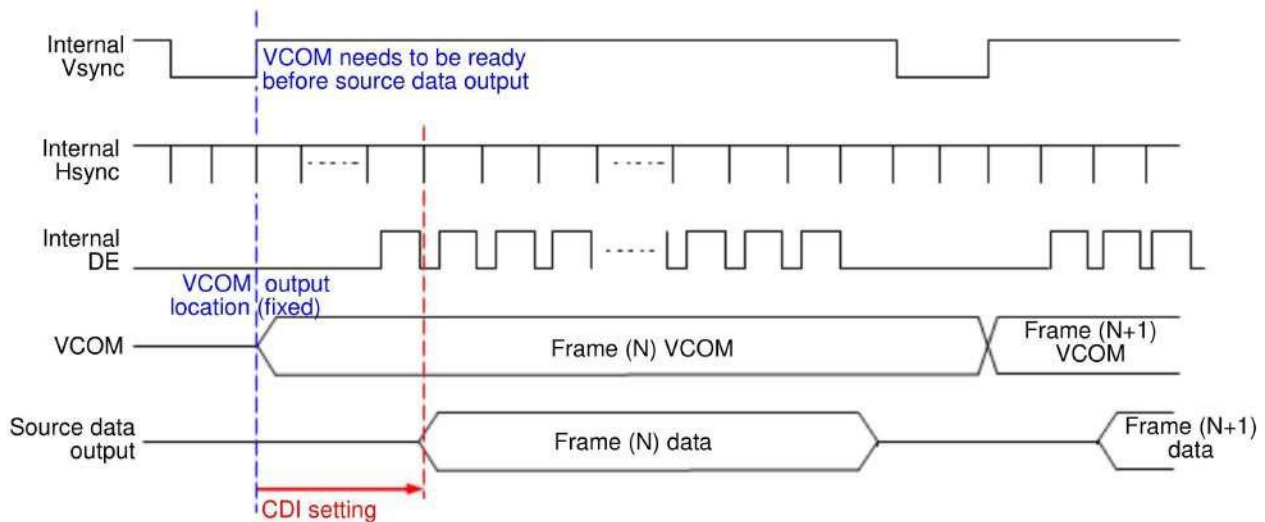 Internal
Vsync
VCOM needs to be ready
before source data output
Internal
Hsync
Internal
DE
VCOM output
location (fixed)
VCOM
Frame (N) VCOM
Frame (N+1)
VCOM
Source data
output
Frame (N) data
Frame (N+1)
data
CDI setting